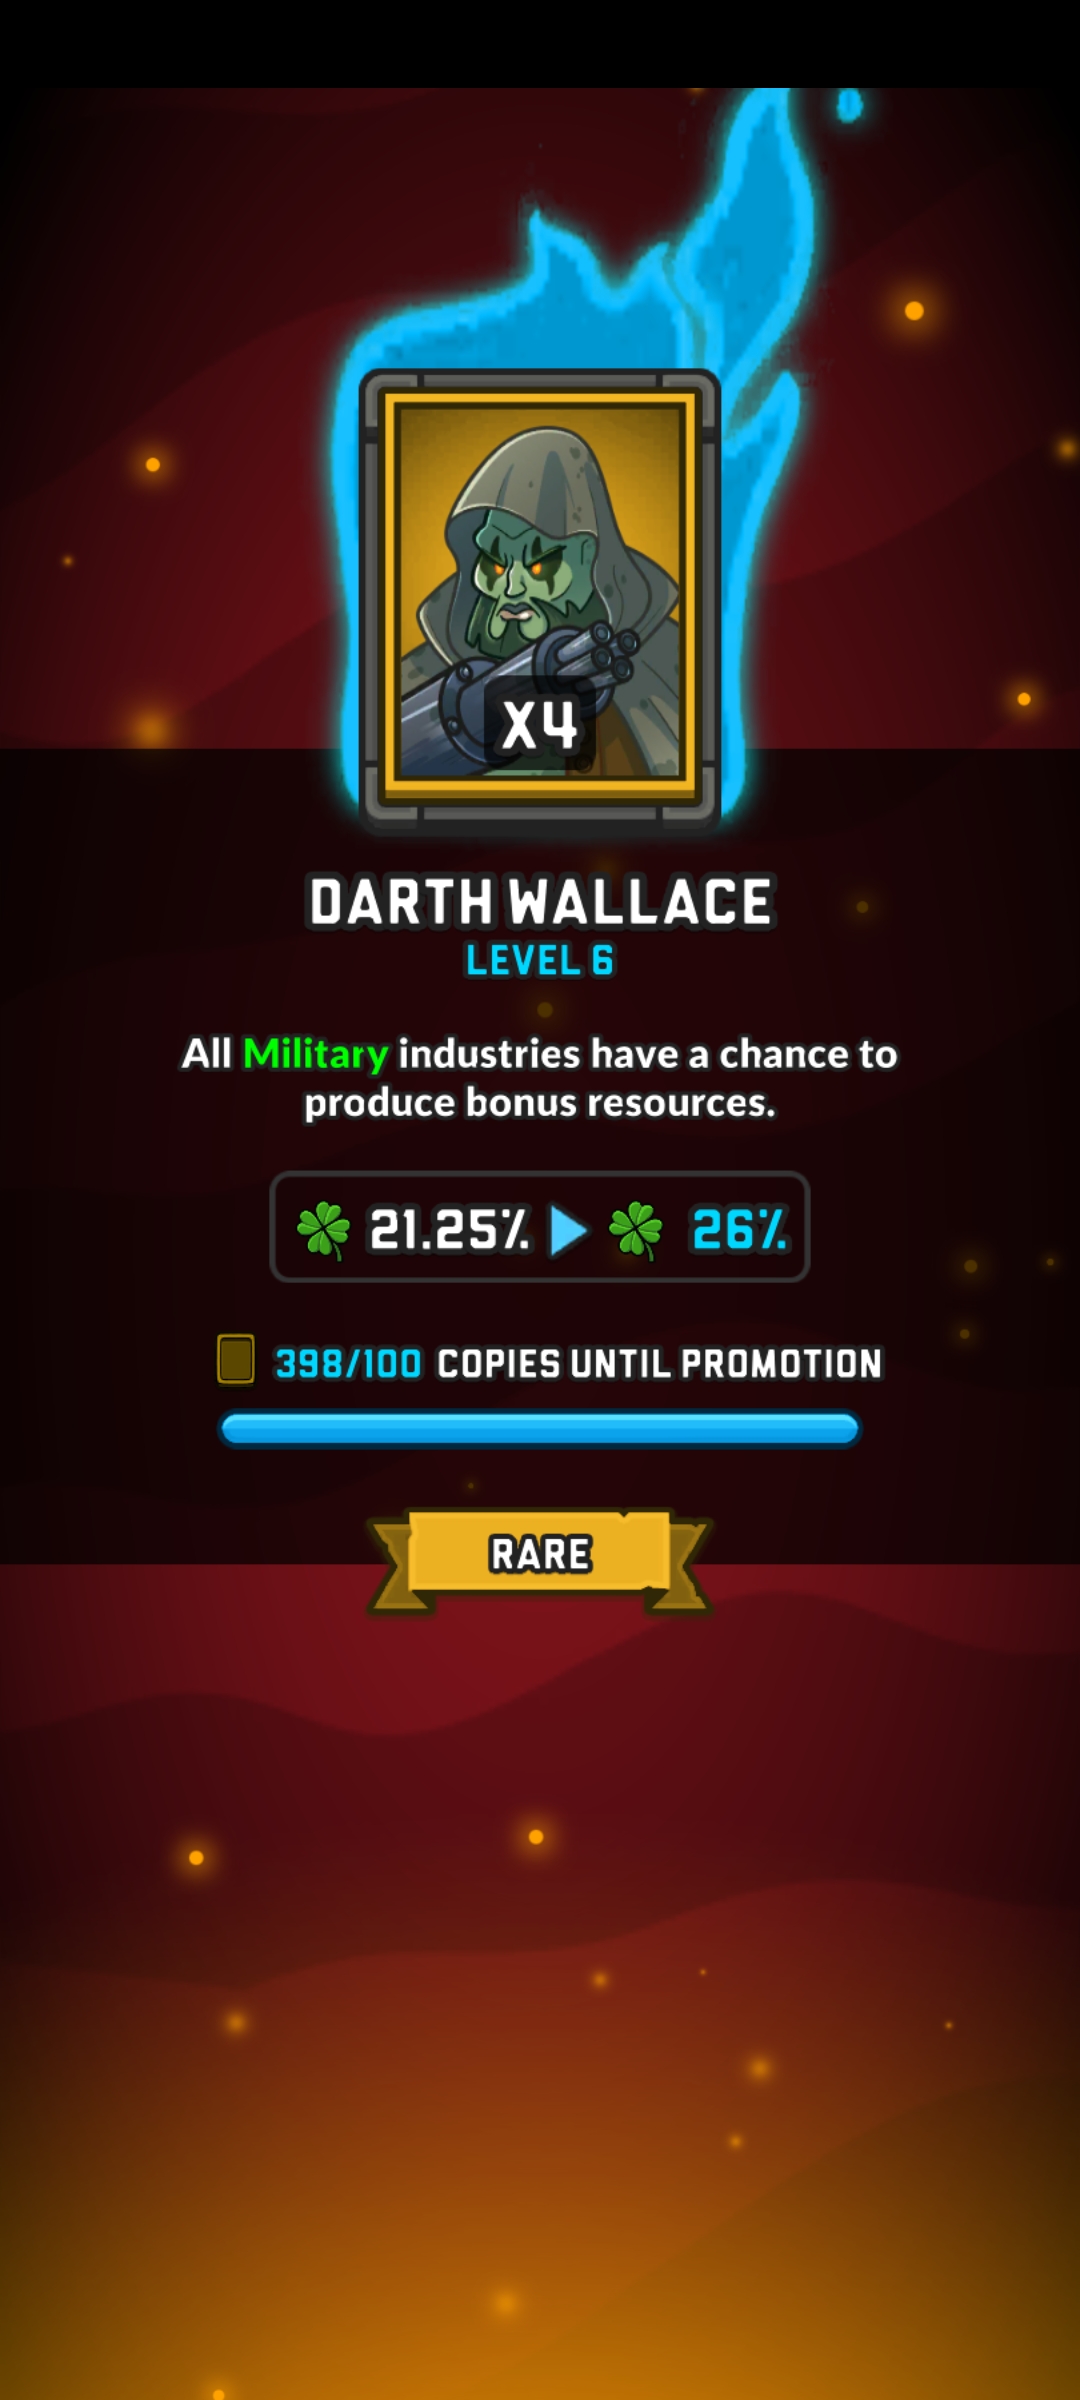 X4
DARTH WALLACE
LEVEL 6
All Military industries have a chance to
produce bonus resources.
21.25% 26%
398/100 COPIES UNTIL PROMOTION
RARE